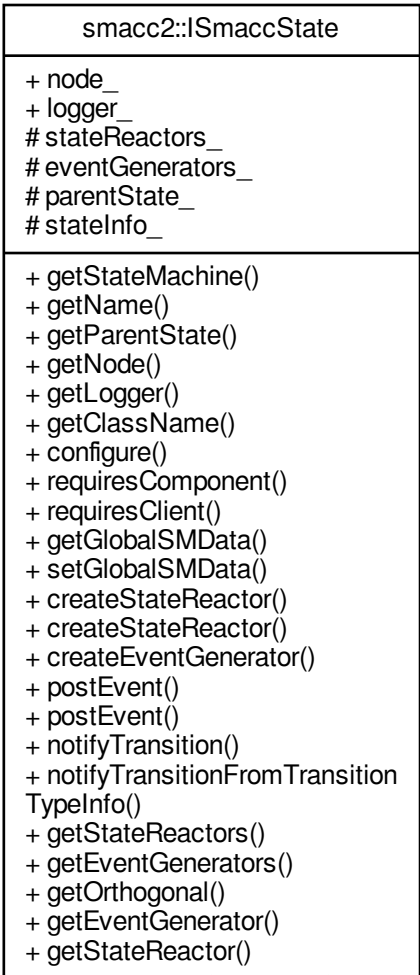 smacc2::ISmaccState
+ node_
+ logger_
# stateReactors_
# eventGenerators_
# parentState_
# stateInfo_
+ getStateMachine()
+ getName()
+ getParentState()
+ getNode()
+ getLogger()
+ getClassName()
+ configure()
+ requiresComponent()
+ requiresClient()
+ getGlobalSMData()
+ setGlobalSMData()
+ createStateReactor()
+ createStateReactor()
+ createEventGenerator()
+ postEvent()
+ postEvent()
+ notifyTransition()
+ notifyTransitionFromTransition
TypeInfo()
+ getStateReactors()
+ getEventGenerators()
+ getOrthogonal()
+ getEventGenerator()
+ getStateReactor()